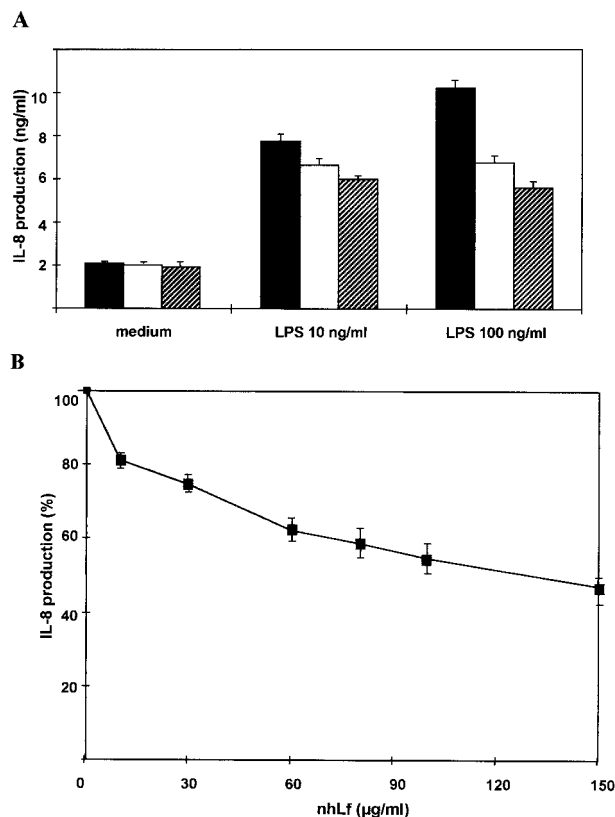 A
IL-8 production (ng/ml)
10
8
6
4
2
medium
LPS 10 ng/ml
LPS 100 ng/ml
B
IL-8 production (%)
100
80
60
40
20
0
30
60
90
120
150
nhLf (µg/ml)